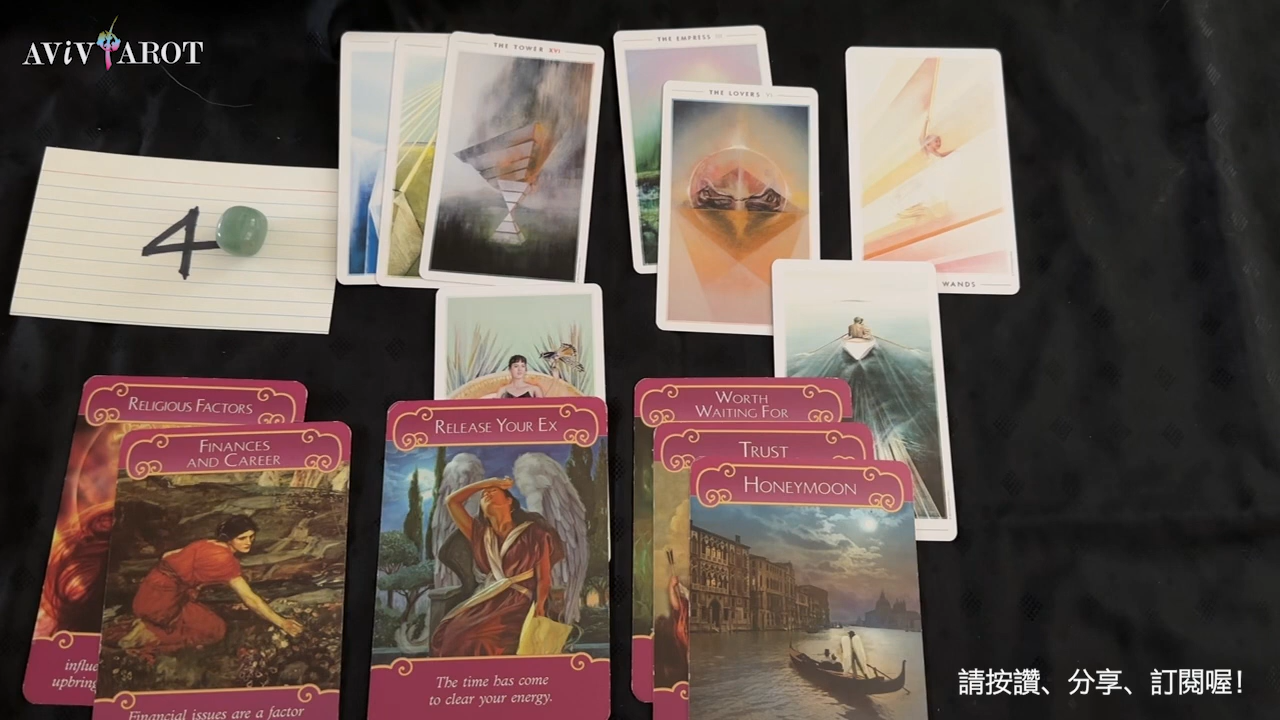 AViVTAROT
THE TOWER XVI
THE EMPRESS III
THE LOVERS VI
WANDS
4
RELIGIOUS FACTORS
FINANCES
AND CAREER
RELEASE YOUR EX
WORTH
WAITING FOR
TRUST
HONEYMOON
influe
upbring
Financial issues are a factor
The time has come
to clear your energy.
請按讚、分享、訂閱喔!